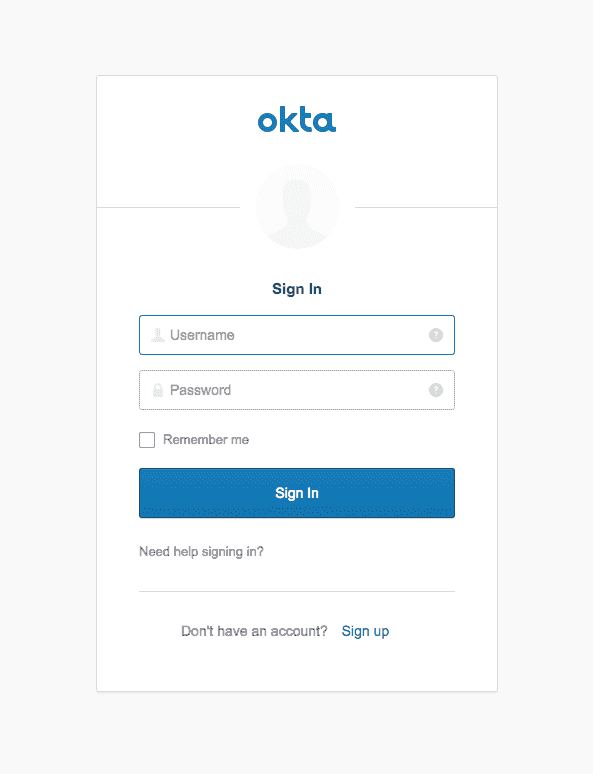 okta
Sign In
Username ?
Password ?
Remember me
Sign In
Need help signing in?
Don't have an account? Sign up